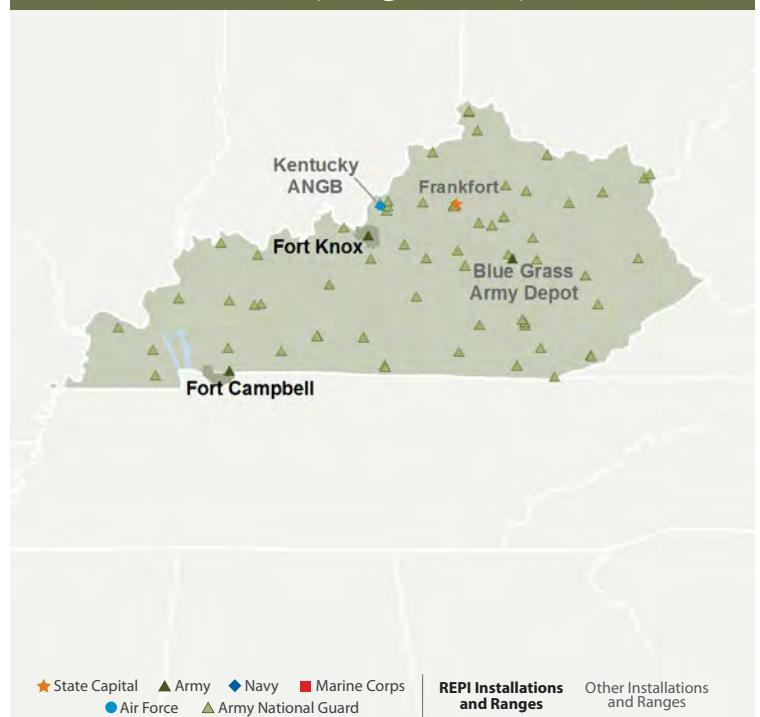 Kentucky
ANGB
Frankfort
Fort Knox
Blue Grass
Army Depot
Fort Campbell
State Capital Army Navy Marine Corps
Air Force Army National Guard
REPI Installations
and Ranges
Other Installations
and Ranges